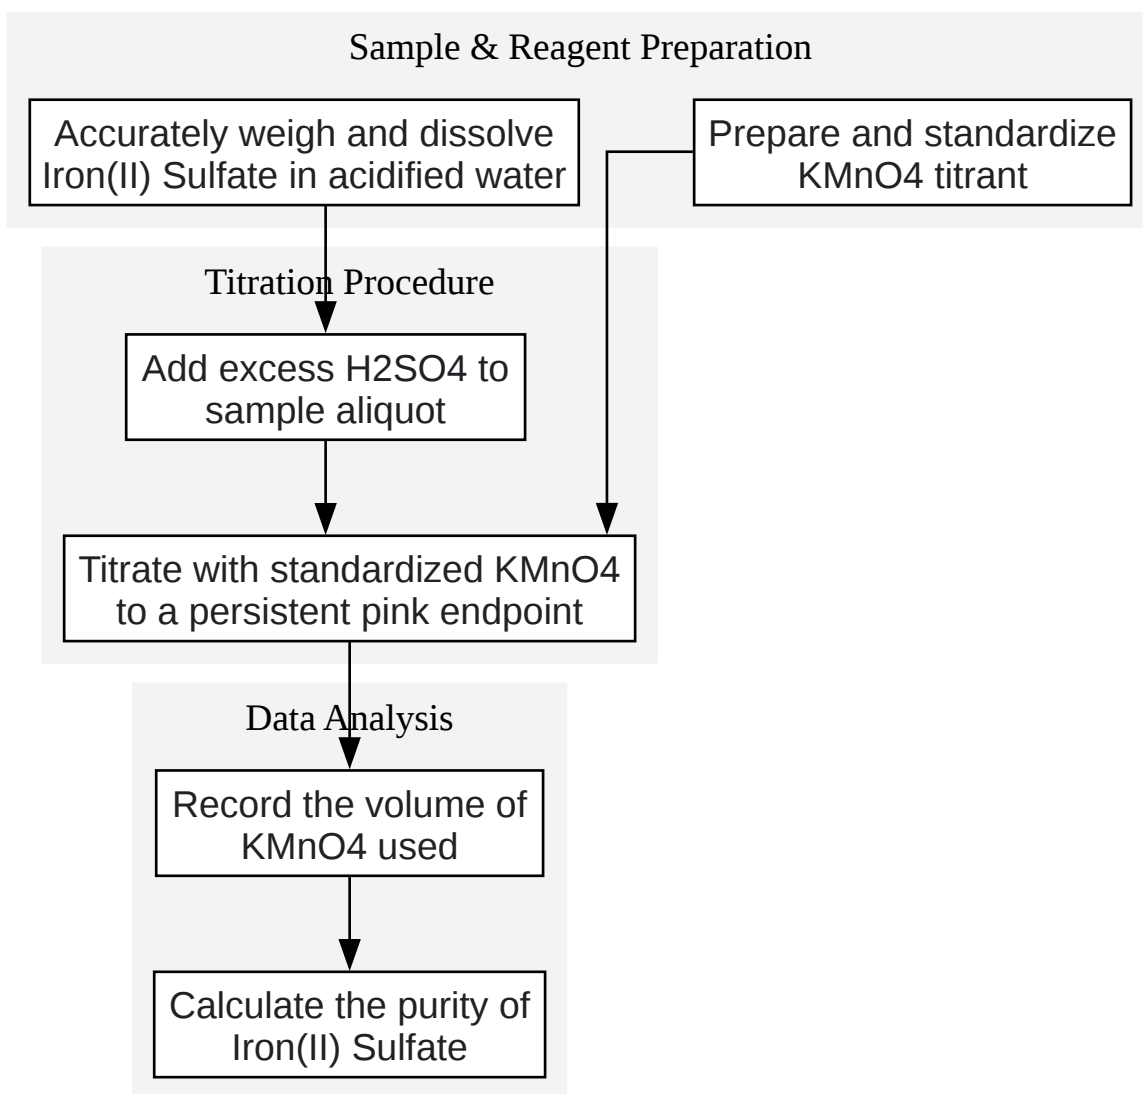 Sample & Reagent Preparation
Accurately weigh and dissolve
Iron(II) Sulfate in acidified water
Prepare and standardize
KMnO4 titrant
Titration Procedure
Add excess H2SO4 to
sample aliquot
Titrate with standardized KMnO4
to a persistent pink endpoint
Data Analysis
Record the volume of
KMnO4 used
Calculate the purity of
Iron(II) Sulfate